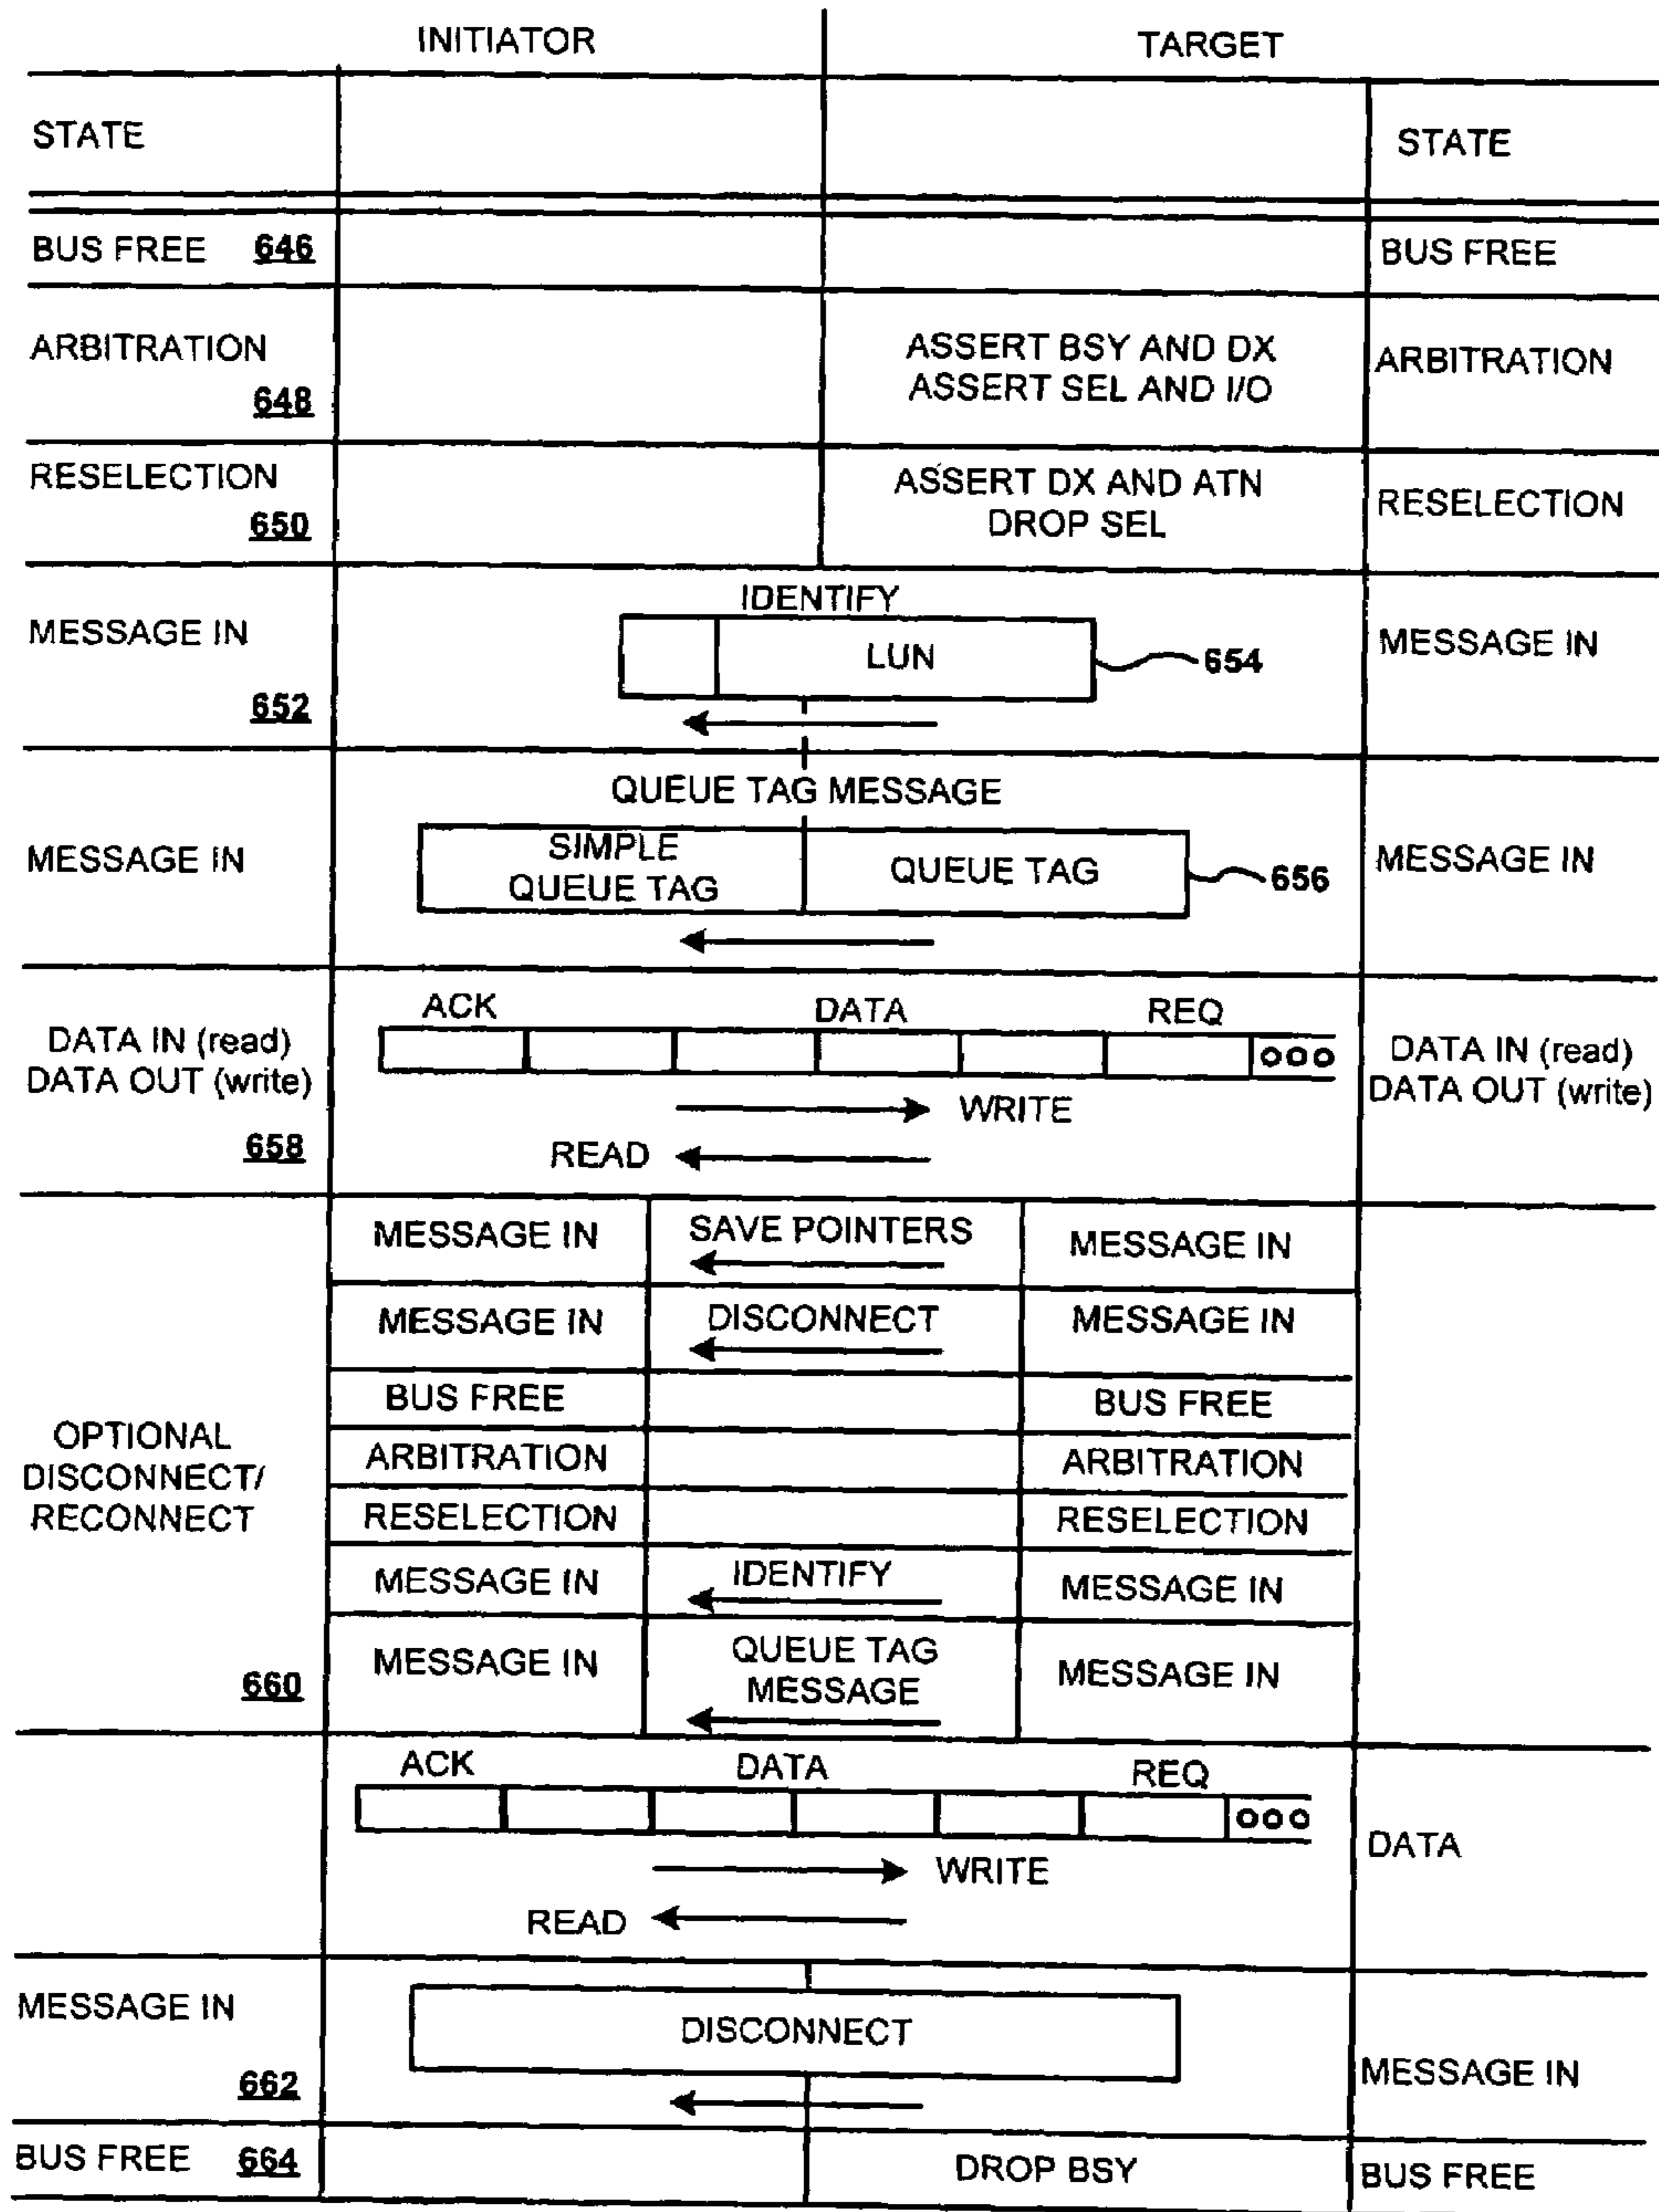 INITIATOR TARGET
STATE STATE
BUS FREE 646 BUS FREE
ARBITRATION 648 ASSERT BSY AND DX ARBITRATION
ASSERT SEL AND I/O
RESELECTION 650 ASSERT DX AND ATN RESELECTION
DROP SEL
IDENTIFY
MESSAGE IN LUN 654 MESSAGE IN
652
QUEUE TAG MESSAGE
MESSAGE IN SIMPLE QUEUE TAG QUEUE TAG 656 MESSAGE IN
ACK DATA REQ
DATA IN (read) ooo DATA IN (read)
DATA OUT (write) DATA OUT (write)
WRITE
658 READ
MESSAGE IN SAVE POINTERS MESSAGE IN
MESSAGE IN DISCONNECT MESSAGE IN
BUS FREE BUS FREE
OPTIONAL
DISCONNECT/
RECONNECT
ARBITRATION ARBITRATION
RESELECTION RESELECTION
MESSAGE IN IDENTIFY MESSAGE IN
660 MESSAGE IN QUEUE TAG MESSAGE MESSAGE IN
ACK DATA REQ
ooo
DATA
WRITE
READ
MESSAGE IN
DISCONNECT
662 MESSAGE IN
BUS FREE 664 DROP BSY BUS FREE